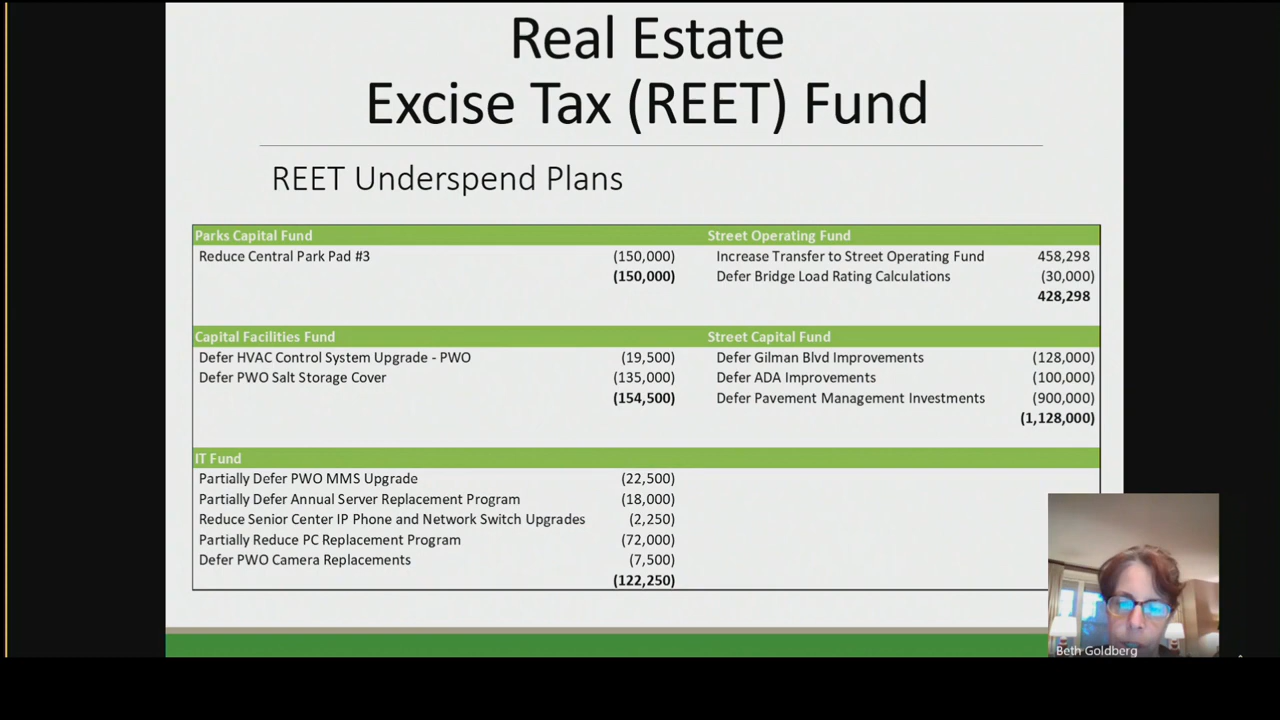 Real Estate
Excise Tax (REET) Fund
REET Underspend Plans
Parks Capital Fund
Reduce Central Park Pad #3 (150,000)
(150,000)
Street Operating Fund
Increase Transfer to Street Operating Fund 458,298
Defer Bridge Load Rating Calculations (30,000)
428,298
Capital Facilities Fund
Defer HVAC Control System Upgrade - PWO (19,500)
Defer PWO Salt Storage Cover (135,000)
(154,500)
Street Capital Fund
Defer Gilman Blvd Improvements (128,000)
Defer ADA Improvements (100,000)
Defer Pavement Management Investments (900,000)
(1,128,000)
IT Fund
Partially Defer PWO MMS Upgrade (22,500)
Partially Defer Annual Server Replacement Program (18,000)
Reduce Senior Center IP Phone and Network Switch Upgrades (2,250)
Partially Reduce PC Replacement Program (72,000)
Defer PWO Camera Replacements (7,500)
(122,250)
Beth Goldberg